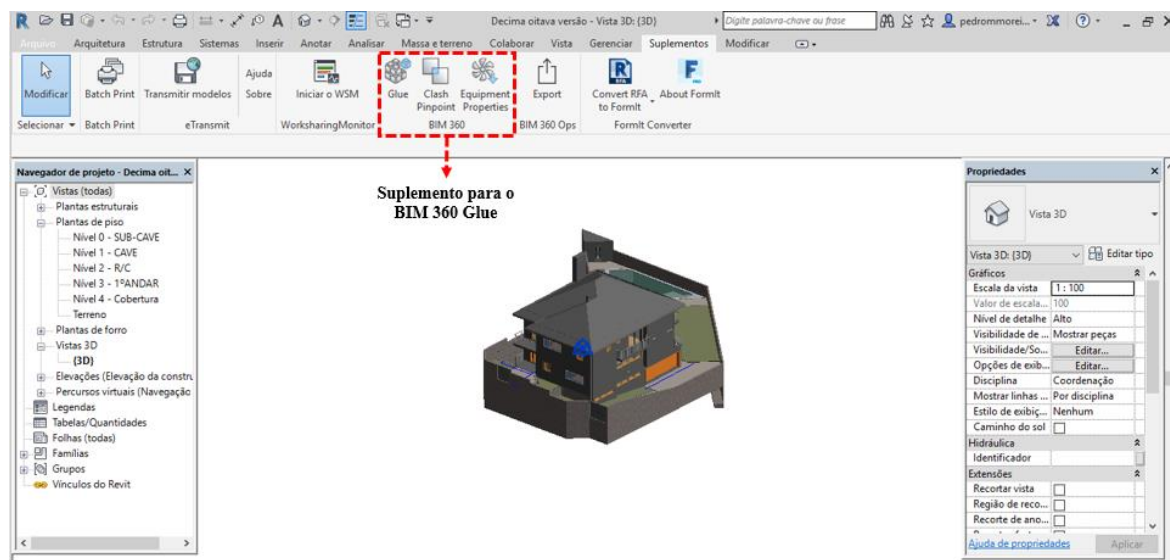 Decima oitava versão - Vista 3D: {3D}
Digite palavra-chave ou frase
pedrommorei...
Arquivo Arquitetura Estrutura Sistemas Inserir Anotar Analisar Massa e terreno Colaborar Vista Gerenciar Suplementos Modificar
Modificar
Batch Print
Transmitir modelos
Ajuda
Sobre
Iniciar o WSM
Glue
Clash
Pinpoint
Equipment
Properties
Export
Convert RFA
to FormIt
About FormIt
Selecionar
Batch Print
eTransmit
WorksharingMonitor
BIM 360
BIM 360 Ops
FormIt Converter
Suplemento para o
BIM 360 Glue
Navegador de projeto - Decima oit...
Vistas (todas)
Plantas estruturais
Plantas de piso
Nível 0 - SUB-CAVE
Nível 1 - CAVE
Nível 2 - R/C
Nível 3 - 1ºANDAR
Nível 4 - Cobertura
Terreno
Plantas de forro
Vistas 3D
{3D}
Elevações (Elevação da constru
Percursos virtuais (Navegação
Legendas
Tabelas/Quantidades
Folhas (todas)
Famílias
Grupos
Vínculos do Revit
Propriedades
Vista 3D
Vista 3D: {3D}
Editar tipo
Gráficos
Escala da vista 1 : 100
Valor de escala... 100
Nível de detalhe Alto
Visibilidade de ... Mostrar peças
Visibilidade/So... Editar...
Opções de exib... Editar...
Disciplina Coordenação
Mostrar linhas ... Por disciplina
Estilo de exibiç... Nenhum
Caminho do sol
Hidráulica
Identificador
Extensões
Recortar vista
Região de reco...
Recorte de ano...
Ajuda de propriedades
Aplicar